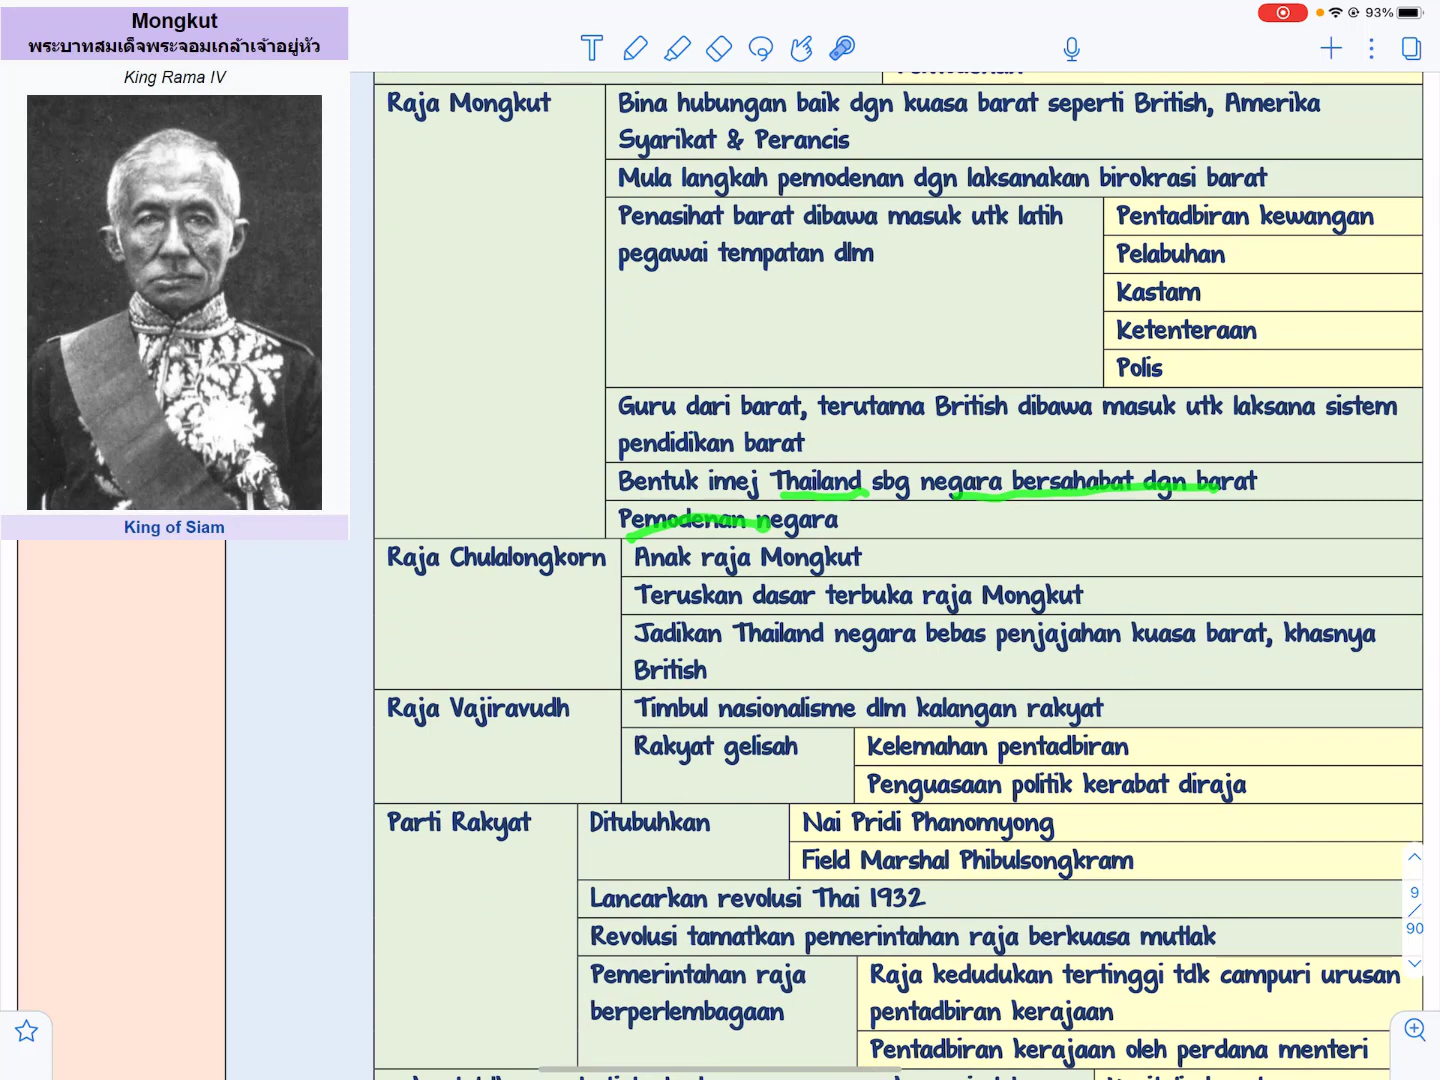 Mongkut
พระบาทสมเด็จพระจอมเกล้าเจ้าอยู่หัว
King Rama IV
King of Siam
93%
Raja Mongkut
Bina hubungan baik dgn kuasa barat seperti British, Amerika
Syarikat & Perancis
Mula langkah pemodenan dgn laksanakan birokrasi barat
Penasihat barat dibawa masuk utk latih
pegawai tempatan dlm
Pentadbiran kewangan
Pelabuhan
Kastam
Ketenteraan
Polis
Guru dari barat, terutama British dibawa masuk utk laksana sistem
pendidikan barat
Bentuk imej Thailand sbg negara bersahabat dgn barat
Pemodenan negara
Raja Chulalongkorn
Anak raja Mongkut
Teruskan dasar terbuka raja Mongkut
Jadikan Thailand negara bebas penjajahan kuasa barat, khasnya
British
Raja Vajiravudh
Timbul nasionalisme dlm kalangan rakyat
Rakyat gelisah
Kelemahan pentadbiran
Penguasaan politik kerabat diraja
Parti Rakyat
Ditubuhkan
Nai Pridi Phanomyong
Field Marshal Phibulsongkram
Lancarkan revolusi Thai 1932
Revolusi tamatkan pemerintahan raja berkuasa mutlak
Pemerintahan raja
berperlembagaan
Raja kedudukan tertinggi tdk campuri urusan
pentadbiran kerajaan
Pentadbiran kerajaan oleh perdana menteri
9
/
90